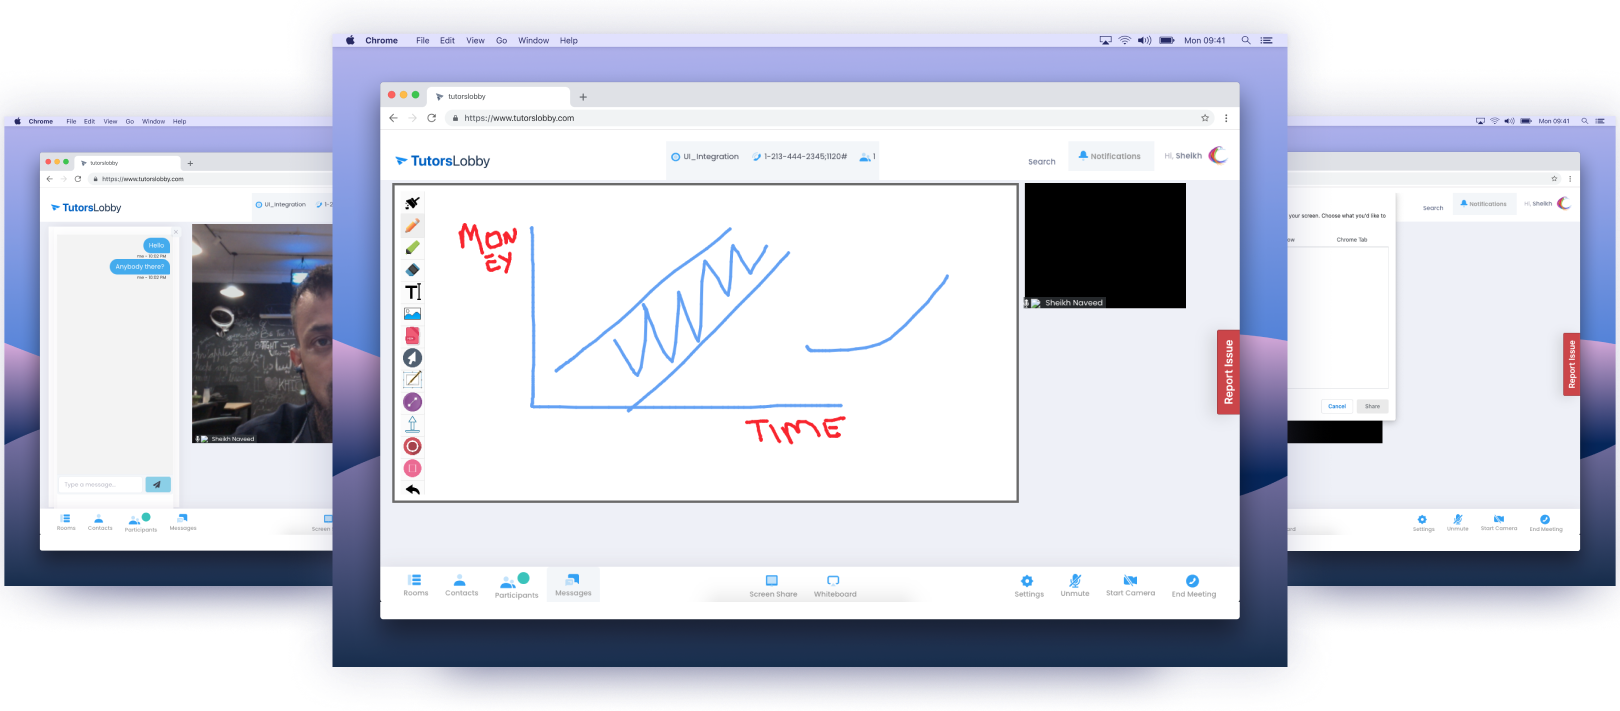 Chrome File Edit View Go Window Help Mon 09:41
tutorslobby
https://www.tutorslobby.com
TutorsLobby UI_Integration 1-213-444-2345;1120# 1 Search Notifications Hi, Sheikh
MON
EY
TIME
T
Sheikh Naveed
Report Issue
Rooms Contacts Participants Messages Screen Share Whiteboard Settings Unmute Start Camera End Meeting
Chrome File Edit View Go Window Help
tutorslobby
https://www.tutorslobby.com
TutorsLobby UI_Integration 1-2
Hello
me - 10:02 PM
Anybody there?
me - 10:02 PM
Sheikh Naveed
Type a message..
Rooms Contacts Participants Messages Screen
Mon 09:41
Search Notifications Hi, Sheikh
your screen. Choose what you'd like to
ow Chrome Tab
Cancel Share
Report Issue
Settings Unmute Start Camera End Meeting